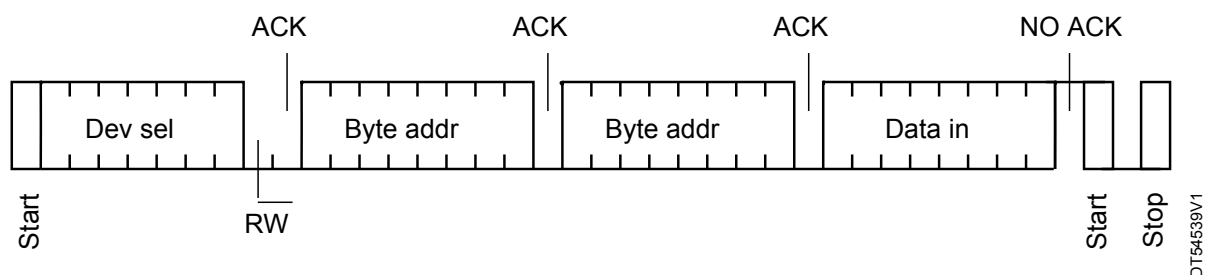 ACK ACK ACK NO ACK
Dev sel Byte addr Byte addr Data in
RW
Start Start Stop
DT54539V1